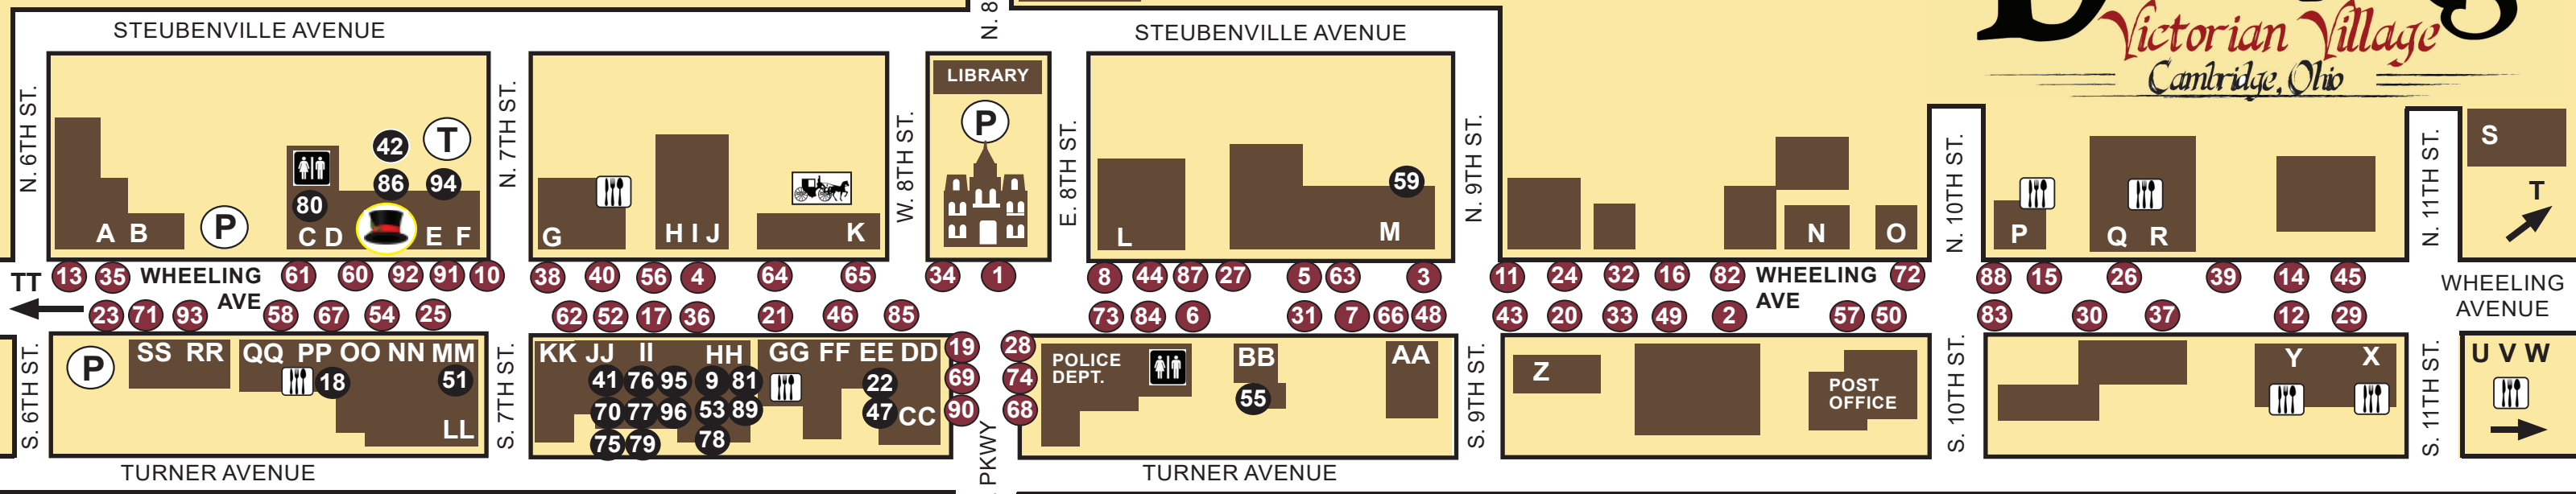 N. 8
Victorian Village
Cambridge, Ohio
STEUBENVILLE AVENUE
STEUBENVILLE AVENUE
N. 6TH ST.
N. 7TH ST.
W. 8TH ST.
E. 8TH ST.
N. 9TH ST.
N. 10TH ST.
N. 11TH ST.
LIBRARY
P
42 T
86 94
80
A B P C D E F
G H I J K
L M
59
N O
P Q R
S
T
TT
13 35 WHEELING AVE 61 60 92 91 10 38 40 56 4 64 65 34 1 8 44 87 27 5 63 3 11 24 32 16 82 WHEELING AVE 72 88 15 26 39 14 45
WHEELING AVENUE
23 71 93 58 67 54 25 62 52 17 36 21 46 85 73 84 6 31 7 66 48 43 20 33 49 2 57 50 83 30 37 12 29
S. 6TH ST.
P SS RR QQ PP OO NN MM
18 51
LL
S. 7TH ST.
KK JJ II HH GG FF EE DD
41 76 95 9 81 22
70 77 96 53 89 47 CC
75 79 78
19 28
69 74
90 68
PKWY
POLICE DEPT.
BB
55
AA
S. 9TH ST.
Z
POST OFFICE
S. 10TH ST.
Y X
S. 11TH ST.
U V W
TURNER AVENUE
TURNER AVENUE